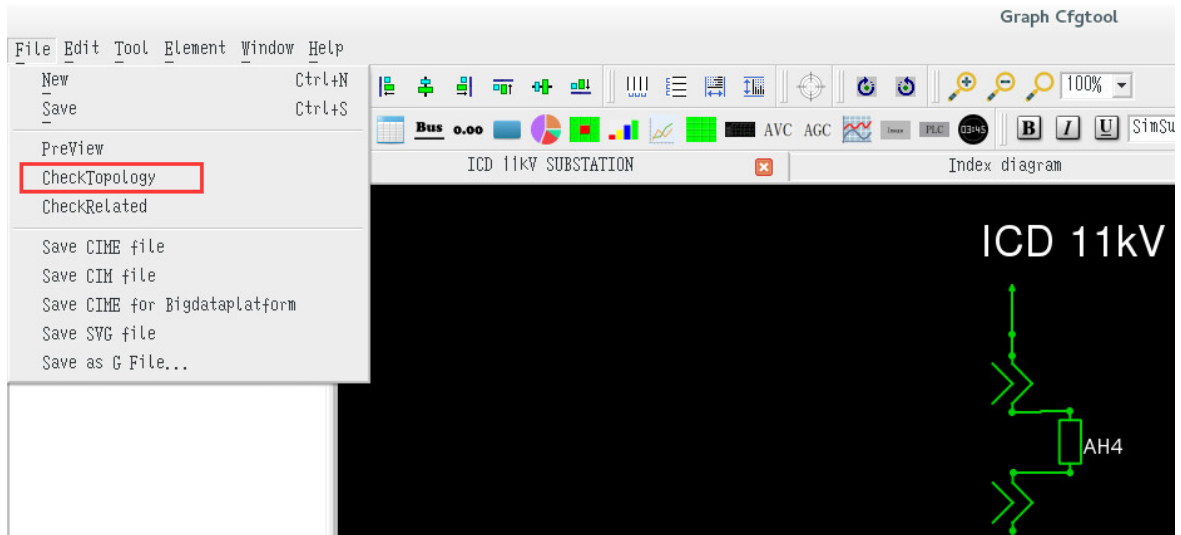 Graph Cfgtool
File Edit Tool Element Window Help
New Ctrl+N
Save Ctrl+S
PreView
CheckTopology
CheckRelated
Save CIME file
Save CIM file
Save CIME for Bigdataplatform
Save SVG file
Save as G File...
100%
Bus 0.00 AVC AGC PLC 03:45 B I U SimSu
ICD 11kV SUBSTATION
Index diagram
ICD 11kV
AH4